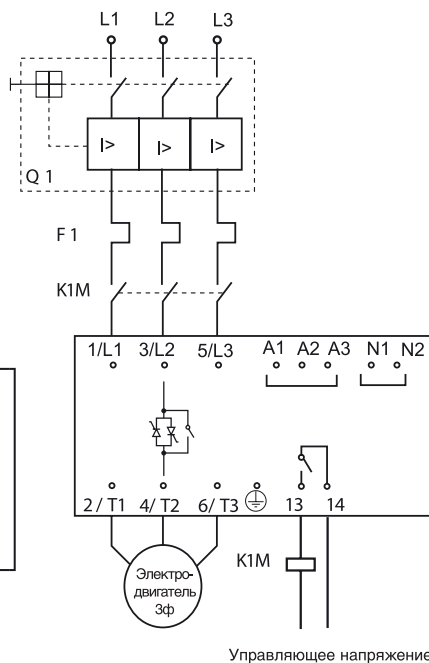 L1 L2 L3
I> I> I>
Q 1
F 1
K1M
1/L1 3/L2 5/L3 A1 A2 A3 N1 N2
2/ T1 4/ T2 6/ T3 13 14
K1M
Электро-
двигатель
3ф
Управляющее напряжение